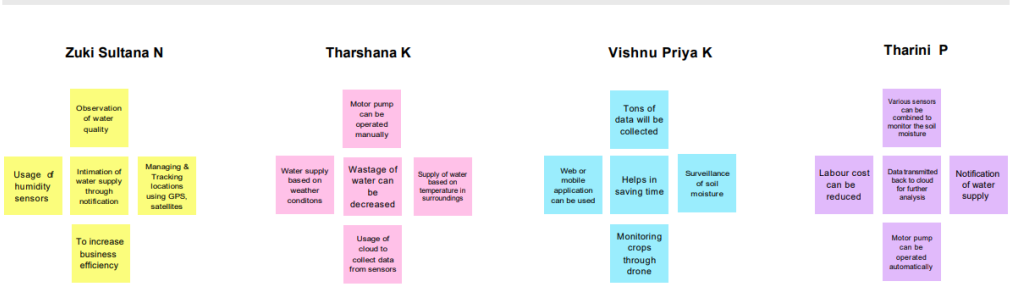 Zuki Sultana N
Observation
of water
quality
Usage of
humidity
sensors
Intimation of
water supply
through
notification
Managing &
Tracking
locations
using GPS,
satellites
To increase
business
efficiency
Tharshana K
Motor pump
can be
operated
manually
Water supply
based on
weather
conditons
Wastage of
water can
be
decreased
Supply of water
based on
temperature in
surroundings
Usage of
cloud to
collect data
from sensors
Vishnu Priya K
Tons of
data will be
collected
Web or
mobile
application
can be used
Helps in
saving time
Surveillance
of soil
moisture
Monitoring
crops
through
drone
Tharini P
Various sensors
can be
combined to
monitor the soil
moisture
Labour cost
can be
reduced
Data transmitted
back to cloud
for further
analysis
Notification
of water
supply
Motor pump
can be
operated
automatically